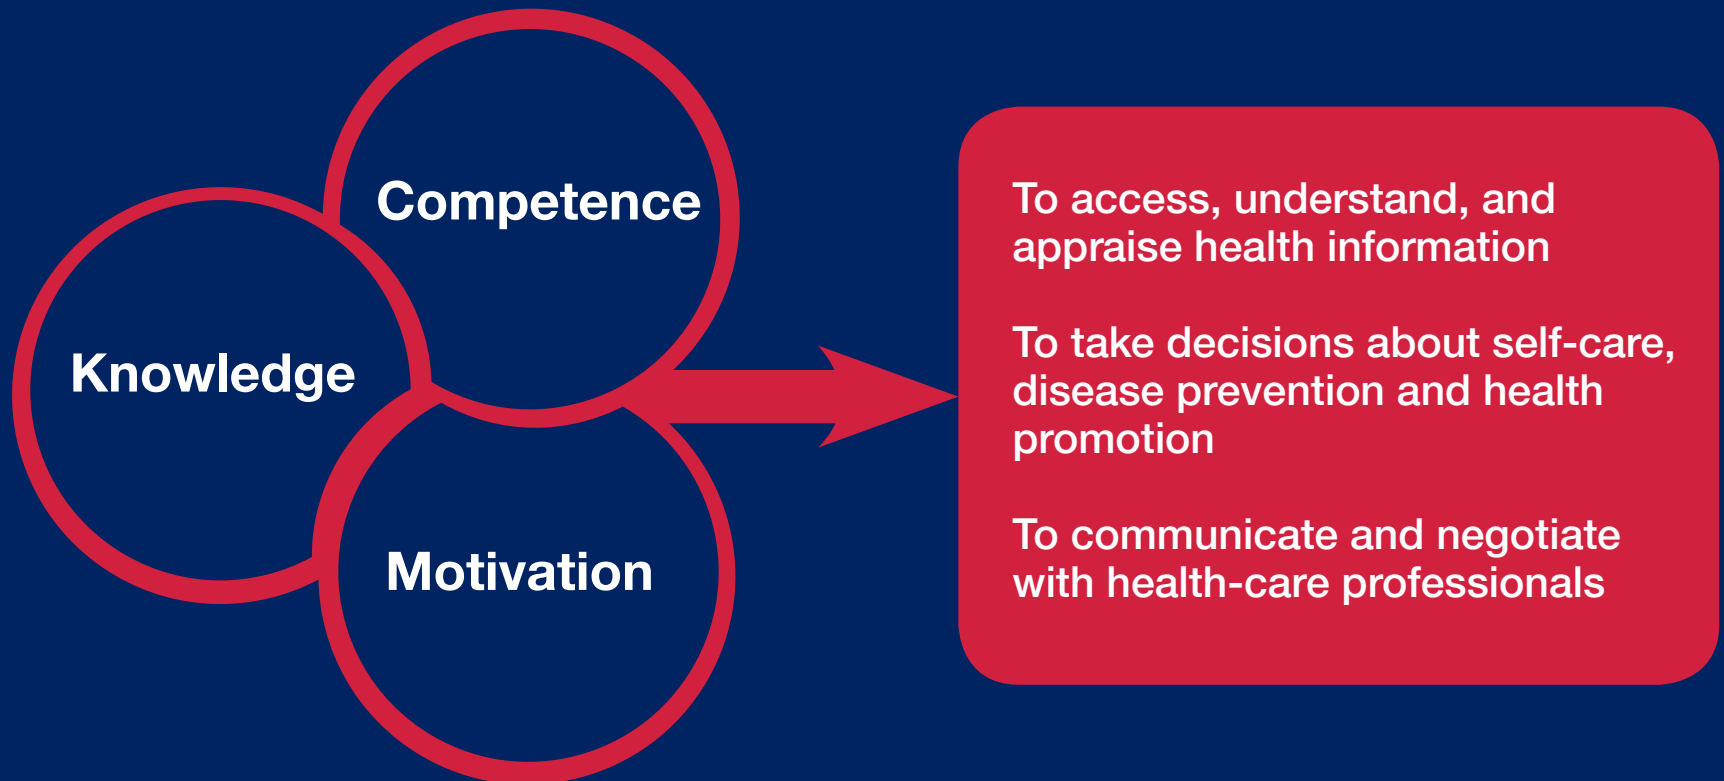 Competence
Knowledge
Motivation
To access, understand, and
appraise health information
To take decisions about self-care,
disease prevention and health
promotion
To communicate and negotiate
with health-care professionals